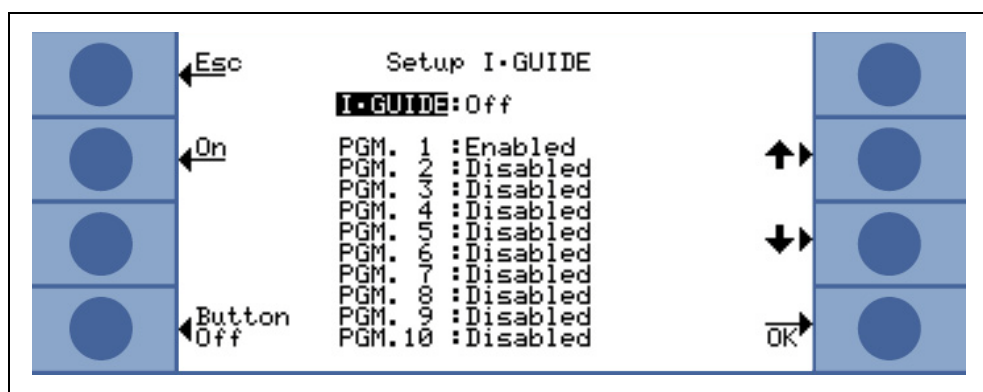 Esc
Setup I·GUIDE
I·GUIDE:Off
On
PGM. 1 :Enabled
PGM. 2 :Disabled
PGM. 3 :Disabled
PGM. 4 :Disabled
PGM. 5 :Disabled
PGM. 6 :Disabled
PGM. 7 :Disabled
PGM. 8 :Disabled
PGM. 9 :Disabled
PGM.10 :Disabled
Button
Off
OK